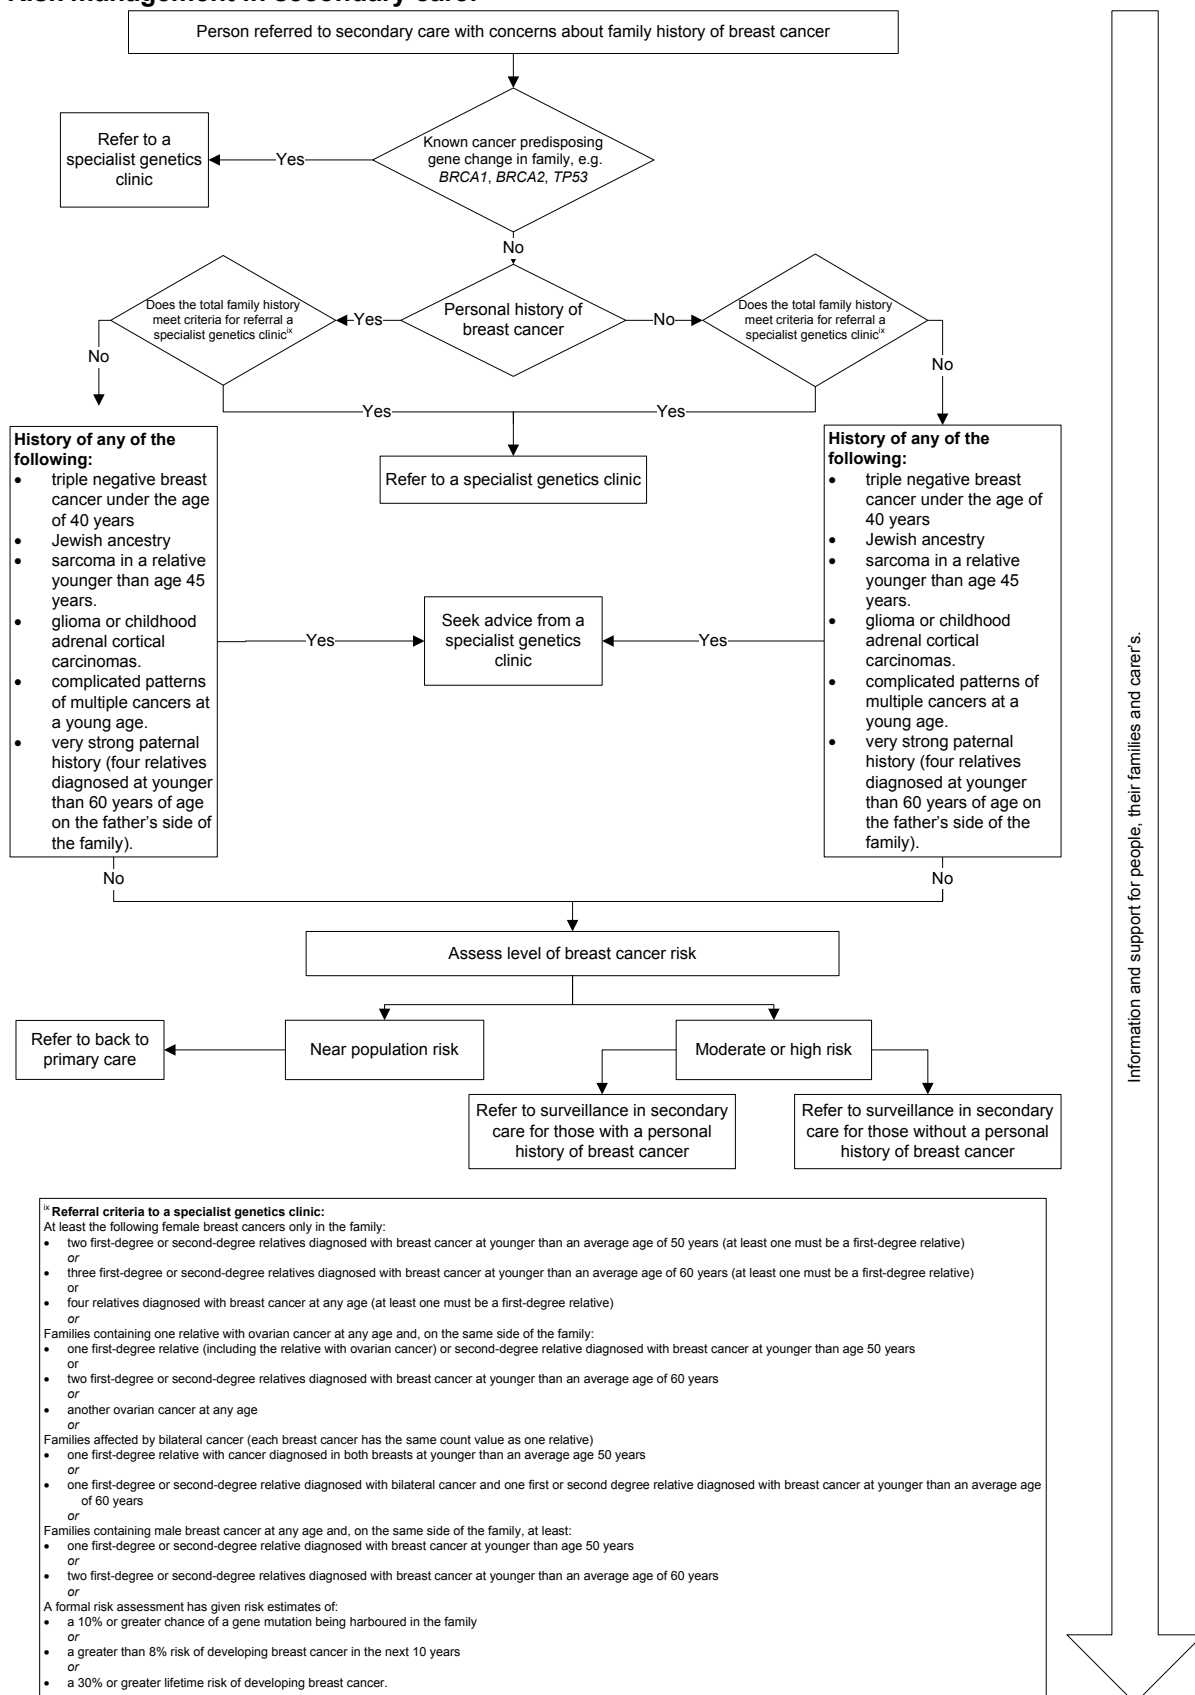 Risk management in secondary care:
Person referred to secondary care with concerns about family history of breast cancer
Refer to a
specialist genetics
clinic
Yes
Known cancer predisposing
gene change in family, e.g.
BRCA1, BRCA2, TP53
No
Does the total family history
meet criteria for referral a
specialist genetics clinic^ix
Yes
Personal history of
breast cancer
No
Does the total family history
meet criteria for referral a
specialist genetics clinic^ix
No
No
Yes
Yes
Refer to a specialist genetics clinic
History of any of the
following:
• triple negative breast
cancer under the age
of 40 years
• Jewish ancestry
• sarcoma in a relative
younger than age 45
years.
• glioma or childhood
adrenal cortical
carcinomas.
• complicated patterns
of multiple cancers at
a young age.
• very strong paternal
history (four relatives
diagnosed at younger
than 60 years of age
on the father's side of
the family).
Yes
Seek advice from a
specialist genetics
clinic
Yes
History of any of the
following:
• triple negative breast
cancer under the age of
40 years
• Jewish ancestry
• sarcoma in a relative
younger than age 45
years.
• glioma or childhood
adrenal cortical
carcinomas.
• complicated patterns of
multiple cancers at a
young age.
• very strong paternal
history (four relatives
diagnosed at younger
than 60 years of age on
the father's side of the
family).
No
No
Assess level of breast cancer risk
Refer to back to
primary care
Near population risk
Moderate or high risk
Refer to surveillance in secondary
care for those with a personal
history of breast cancer
Refer to surveillance in secondary
care for those without a personal
history of breast cancer
Information and support for people, their families and carer's.
ix Referral criteria to a specialist genetics clinic:
At least the following female breast cancers only in the family:
• two first-degree or second-degree relatives diagnosed with breast cancer at younger than an average age of 50 years (at least one must be a first-degree relative)
or
• three first-degree or second-degree relatives diagnosed with breast cancer at younger than an average age of 60 years (at least one must be a first-degree relative)
or
• four relatives diagnosed with breast cancer at any age (at least one must be a first-degree relative)
or
Families containing one relative with ovarian cancer at any age and, on the same side of the family:
• one first-degree relative (including the relative with ovarian cancer) or second-degree relative diagnosed with breast cancer at younger than age 50 years
or
• two first-degree or second-degree relatives diagnosed with breast cancer at younger than an average age of 60 years
or
• another ovarian cancer at any age
or
Families affected by bilateral cancer (each breast cancer has the same count value as one relative)
• one first-degree relative with cancer diagnosed in both breasts at younger than an average age 50 years
or
• one first-degree or second-degree relative diagnosed with bilateral cancer and one first or second degree relative diagnosed with breast cancer at younger than an average age
of 60 years
or
Families containing male breast cancer at any age and, on the same side of the family, at least:
• one first-degree or second-degree relative diagnosed with breast cancer at younger than age 50 years
or
• two first-degree or second-degree relatives diagnosed with breast cancer at younger than an average age of 60 years
or
A formal risk assessment has given risk estimates of:
• a 10% or greater chance of a gene mutation being harboured in the family
or
• a greater than 8% risk of developing breast cancer in the next 10 years
or
• a 30% or greater lifetime risk of developing breast cancer.